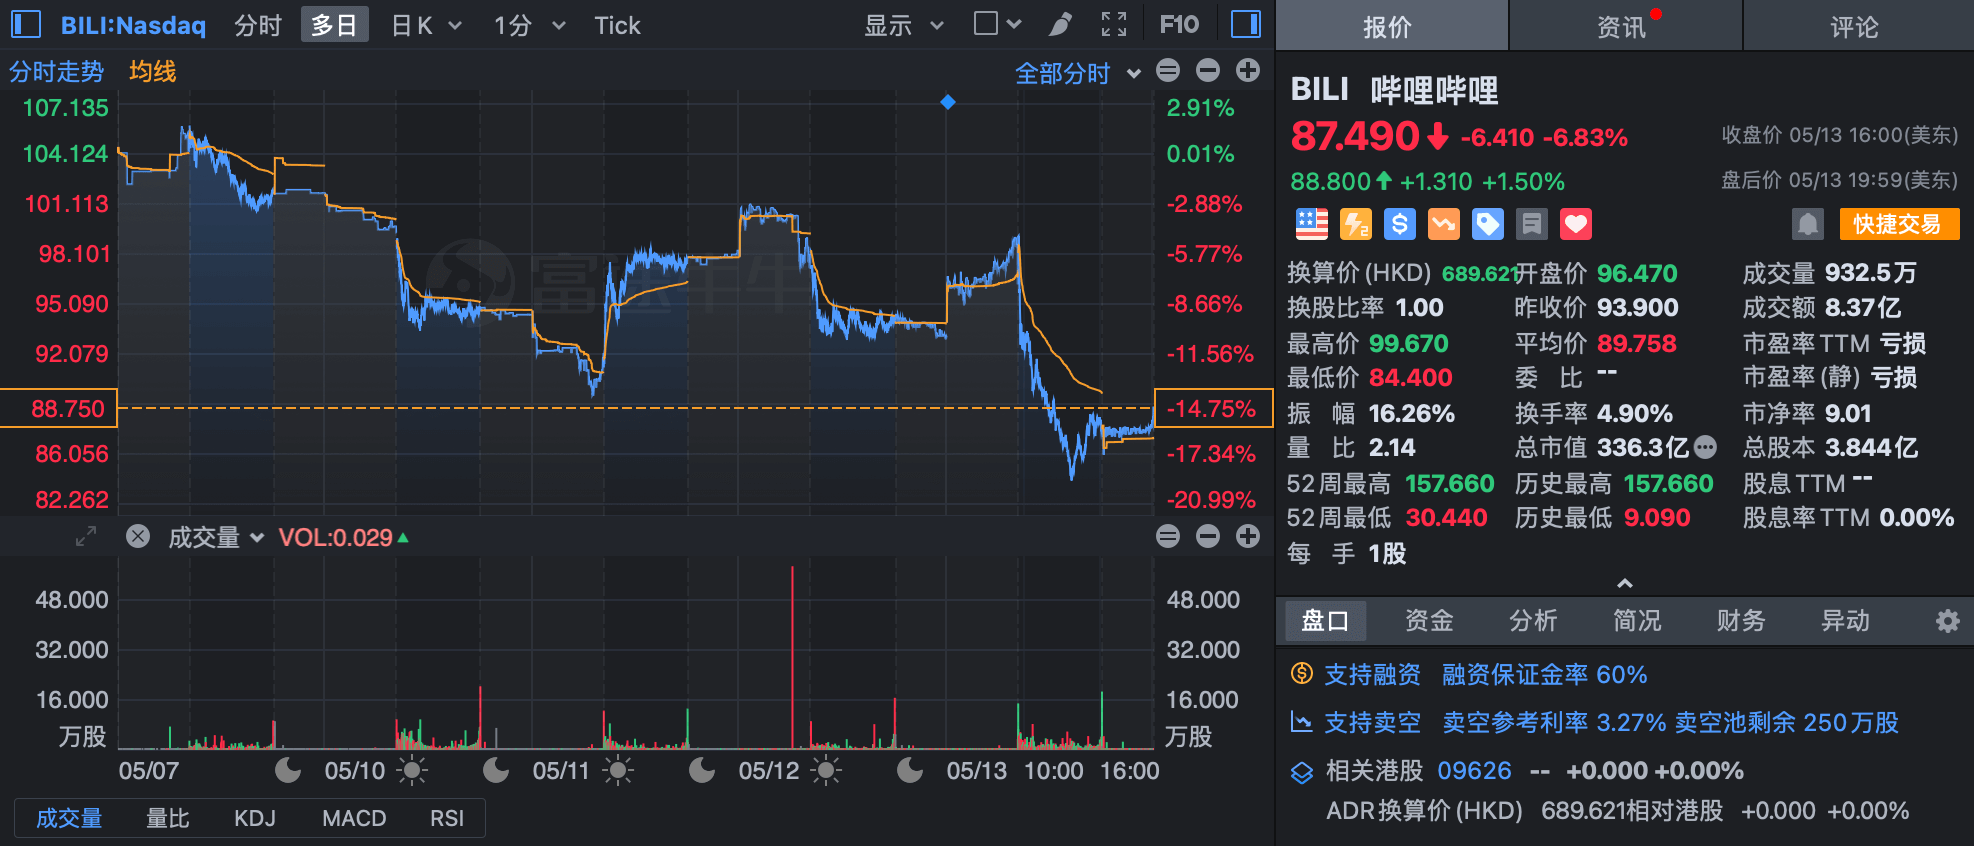 BILI:Nasdaq 分时 多日 日K 1分 Tick 显示 F10
报价 资讯 评论
分时走势 均线 全部分时
107.135 2.91%
104.124 0.01%
101.113 -2.88%
98.101 -5.77%
95.090 -8.66%
92.079 -11.56%
88.750 -14.75%
86.056 -17.34%
82.262 -20.99%
富途牛牛
成交量 VOL:0.029
48.000 48.000
32.000 32.000
16.000 16.000
万股 万股
05/07 05/10 05/11 05/12 05/13 10:00 16:00
成交量 量比 KDJ MACD RSI
BILI 哔哩哔哩
87.490 -6.410 -6.83% 收盘价 05/13 16:00(美东)
88.800 +1.310 +1.50% 盘后价 05/13 19:59(美东)
快捷交易
换算价(HKD) 689.621 开盘价 96.470 成交量 932.5万
换股比率 1.00 昨收价 93.900 成交额 8.37亿
最高价 99.670 平均价 89.758 市盈率TTM 亏损
最低价 84.400 委 比 -- 市盈率(静) 亏损
振 幅 16.26% 换手率 4.90% 市净率 9.01
量 比 2.14 总市值 336.3亿 总股本 3.844亿
52周最高 157.660 历史最高 157.660 股息TTM --
52周最低 30.440 历史最低 9.090 股息率TTM 0.00%
每 手 1股
盘口 资金 分析 简况 财务 异动
支持融资 融资保证金率 60%
支持卖空 卖空参考利率 3.27% 卖空池剩余 250万股
相关港股 09626 -- +0.000 +0.00%
ADR换算价(HKD) 689.621相对港股 +0.000 +0.00%